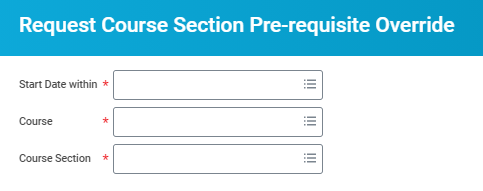 Request Course Section Pre-requisite Override
Start Date within *
Course *
Course Section *